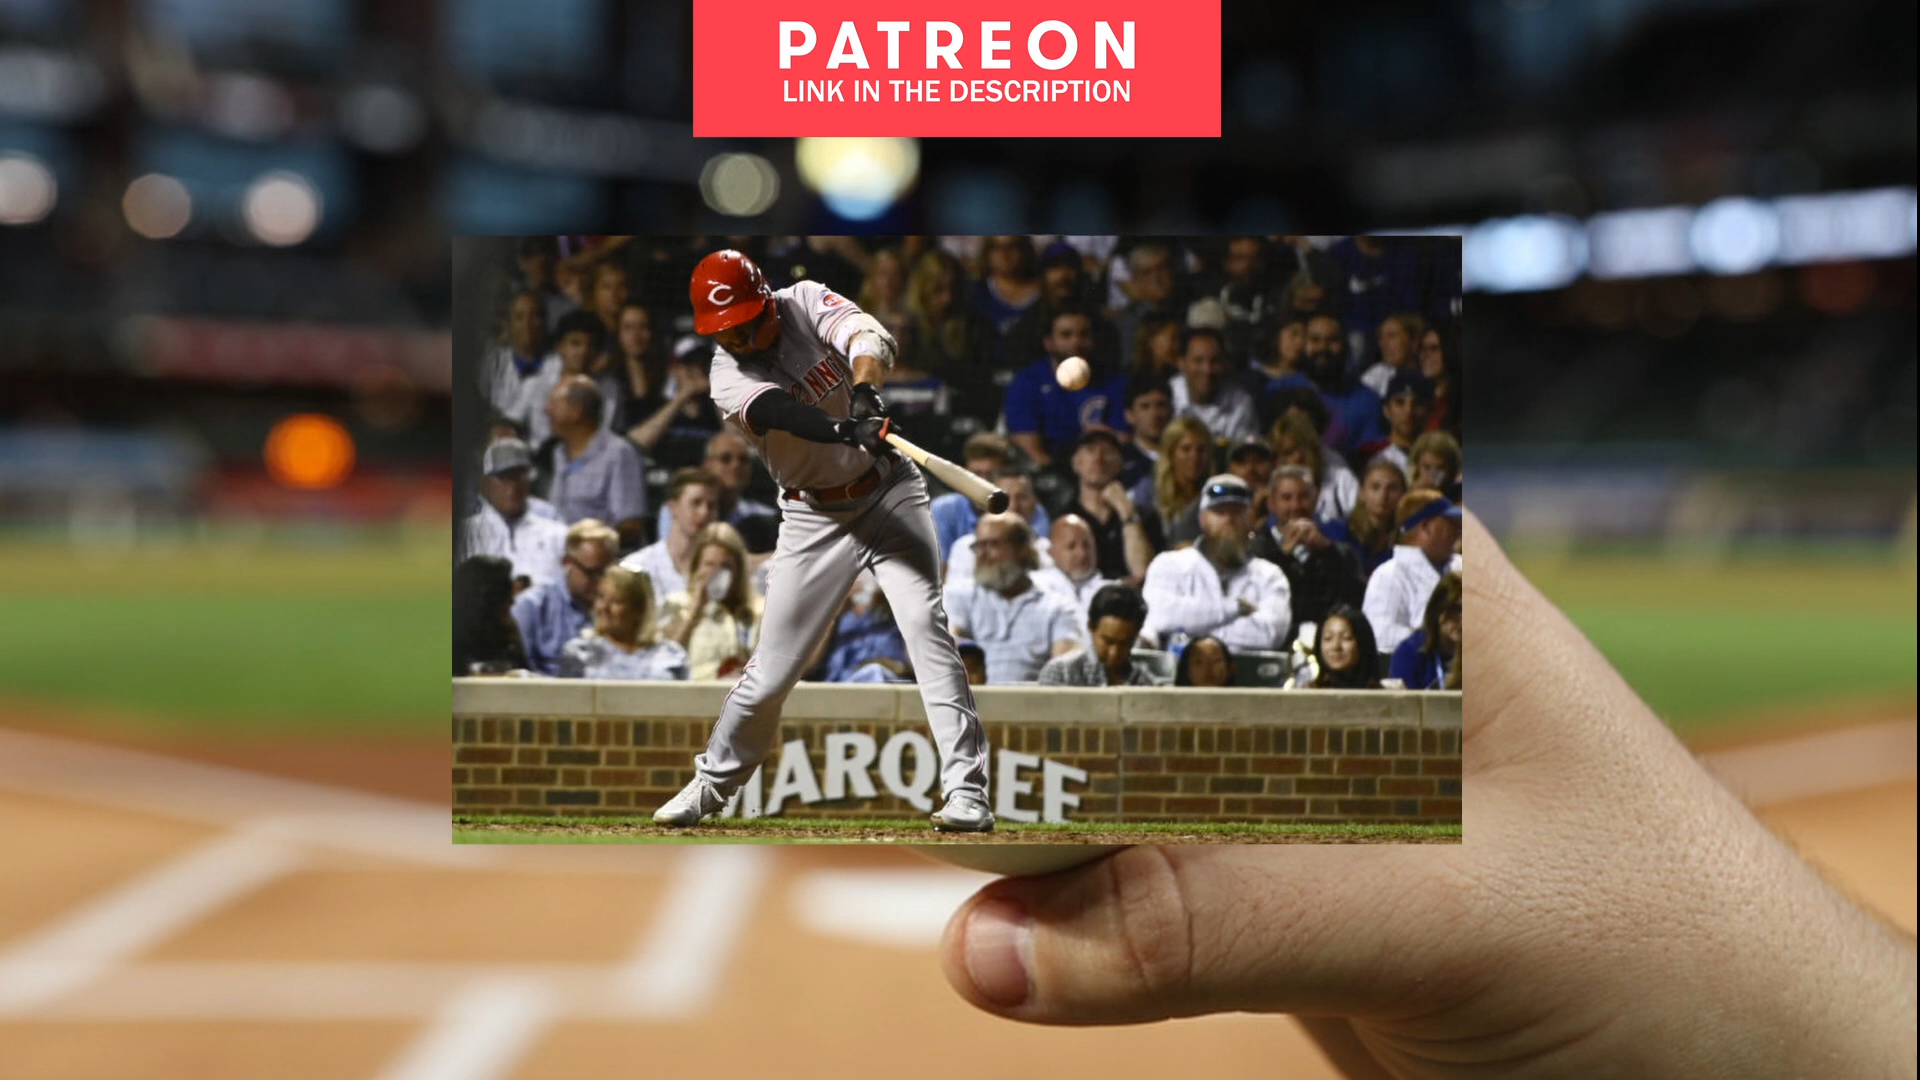 PATREON
LINK IN THE DESCRIPTION
C
MARQUEE